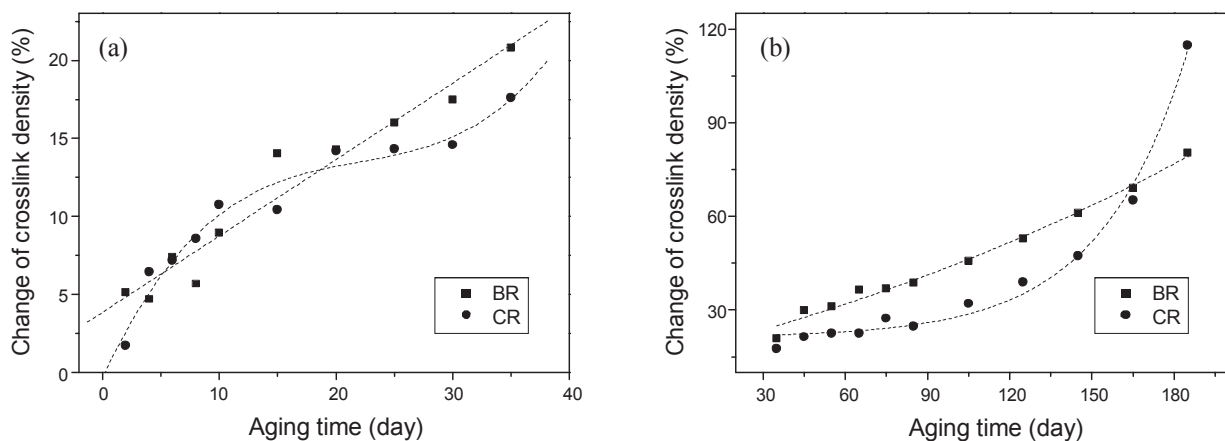 (a)
Change of crosslink density (%)
20
15
10
5
0
0 10 20 30 40
Aging time (day)
BR
CR
(b)
Change of crosslink density (%)
120
90
60
30
30 60 90 120 150 180
Aging time (day)
BR
CR